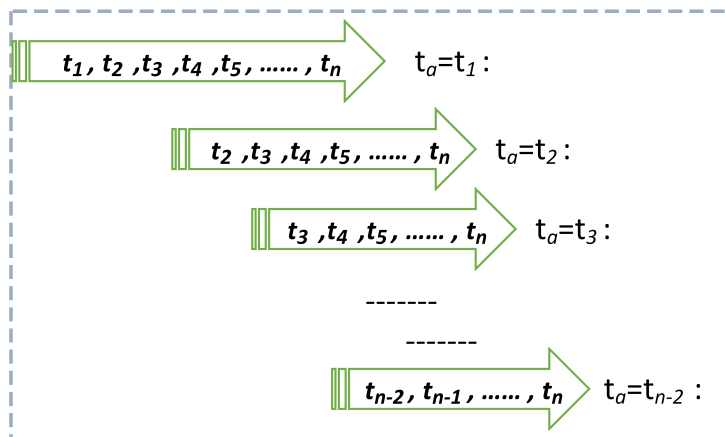 t1, t2 ,t3 ,t4 ,t5, ...... , tn ta=t1 :
t2 ,t3 ,t4 ,t5, ...... , tn ta=t2 :
t3 ,t4 ,t5, ...... , tn ta=t3 :
-------
-------
tn-2, tn-1, ...... , tn ta=tn-2 :